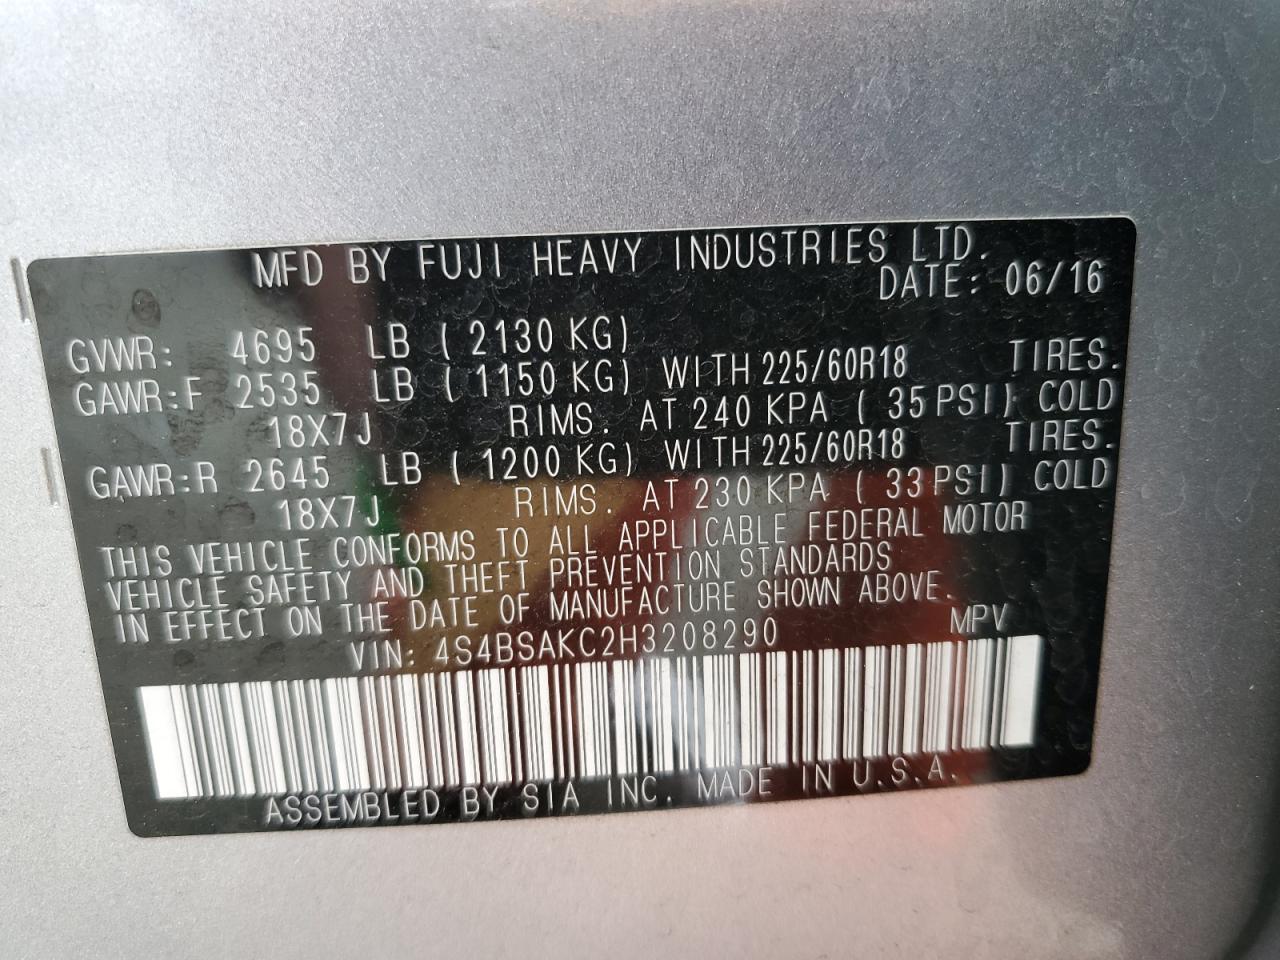 MFD BY FUJI HEAVY INDUSTRIES LTD.
DATE: 06/16
GVWR: 4695 LB ( 2130 KG)
GAWR:F 2535 LB ( 1150 KG) WITH 225/60R18 TIRES.
18X7J RIMS. AT 240 KPA ( 35 PSI) COLD
GAWR:R 2645 LB ( 1200 KG) WITH 225/60R18 TIRES.
18X7J RIMS. AT 230 KPA ( 33 PSI) COLD
THIS VEHICLE CONFORMS TO ALL APPLICABLE FEDERAL MOTOR
VEHICLE SAFETY AND THEFT PREVENTION STANDARDS
IN EFFECT ON THE DATE OF MANUFACTURE SHOWN ABOVE.
VIN: 4S4BSAKC2H3208290 MPV
ASSEMBLED BY SIA INC. MADE IN U.S.A.